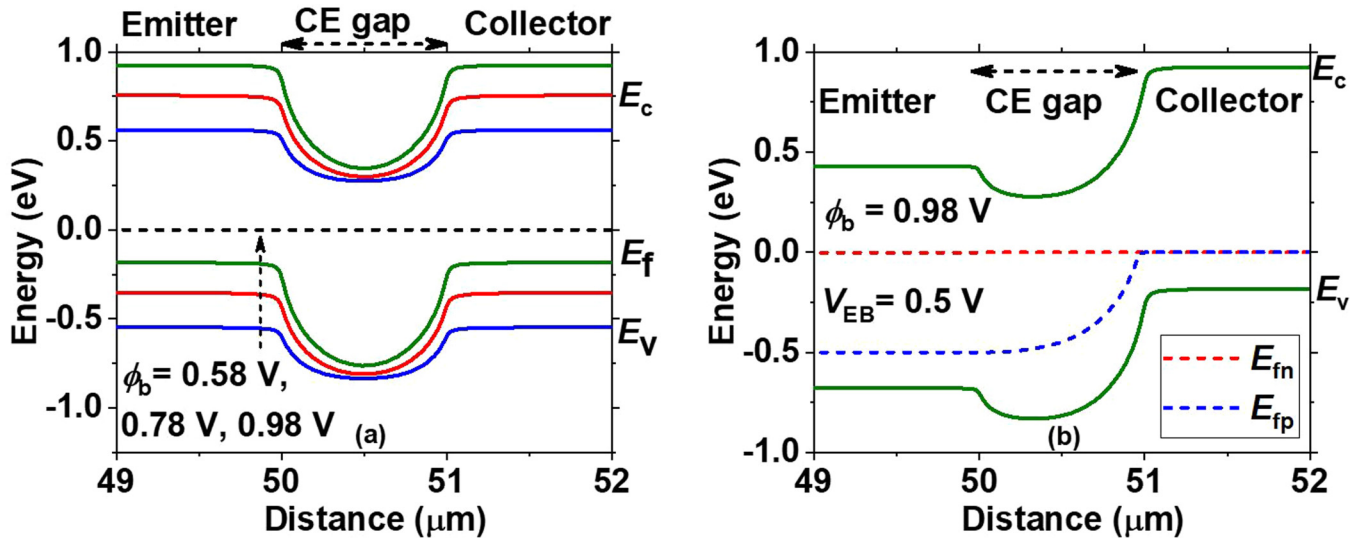 Emitter CE gap Collector
1.0
0.5
0.0
-0.5
-1.0
Energy (eV)
Ec
Ef
Ev
ϕb= 0.58 V,
0.78 V, 0.98 V (a)
49 50 51 52
Distance (μm)
1.0
0.5
0.0
-0.5
-1.0
Energy (eV)
Ec
Emitter CE gap Collector
ϕb = 0.98 V
VEB= 0.5 V
Ev
Efn
Efp
(b)
49 50 51 52
Distance (μm)